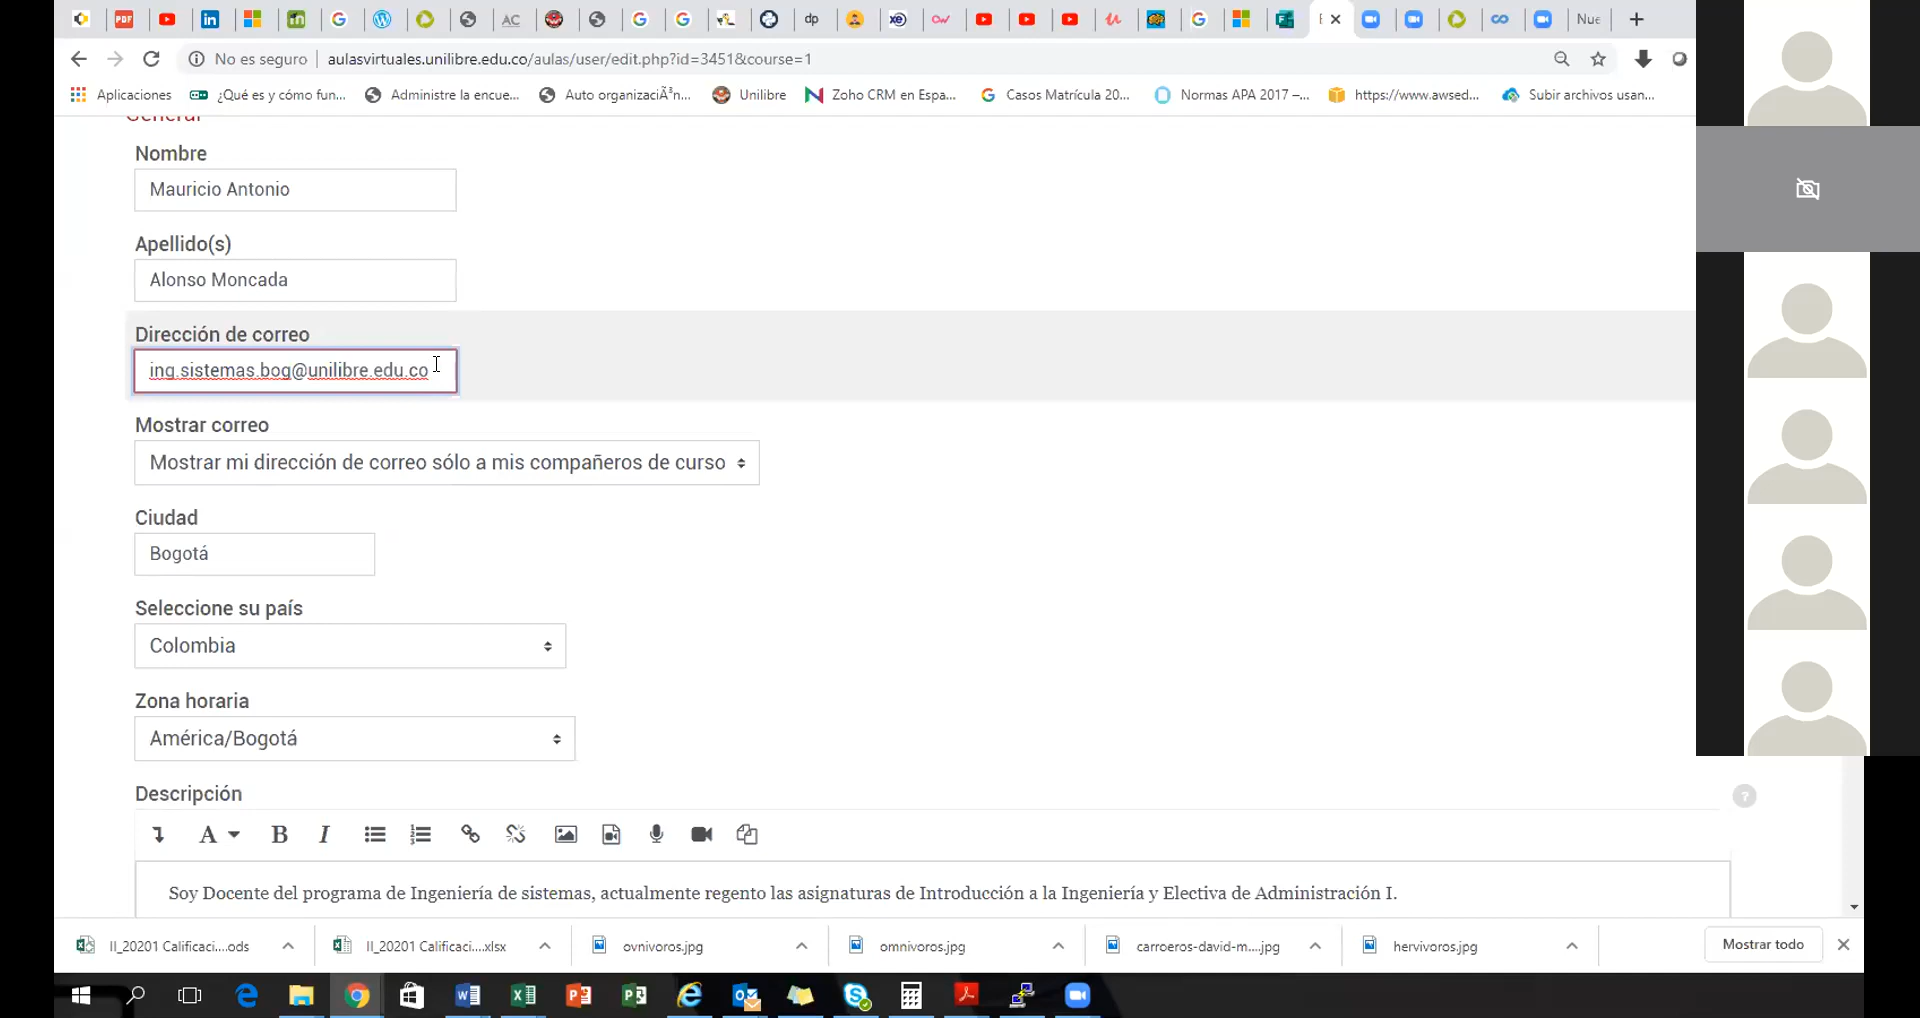 PDF
AC
dp
xe
cw
Nue
No es seguro
aulasvirtuales.unilibre.edu.co/aulas/user/edit.php?id=3451&course=1
Aplicaciones
¿Qué es y cómo fun...
Administre la encue...
Auto organizaciÃ³n...
Unilibre
Zoho CRM en Espa...
Casos Matrícula 20...
Normas APA 2017 –...
https://www.awsed...
Subir archivos usan...
General
Nombre
Mauricio Antonio
Apellido(s)
Alonso Moncada
Dirección de correo
ing.sistemas.bog@unilibre.edu.co
Mostrar correo
Mostrar mi dirección de correo sólo a mis compañeros de curso
Ciudad
Bogotá
Seleccione su país
Colombia
Zona horaria
América/Bogotá
Descripción
Soy Docente del programa de Ingeniería de sistemas, actualmente regento las asignaturas de Introducción a la Ingeniería y Electiva de Administración I.
II_20201 Calificaci....ods
II_20201 Calificaci....xlsx
ovnivoros.jpg
omnivoros.jpg
carroeros-david-m....jpg
hervivoros.jpg
Mostrar todo